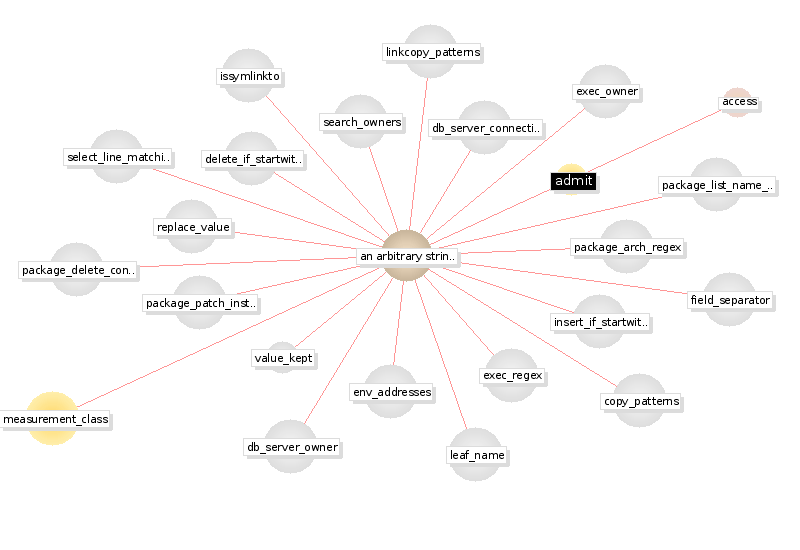 linkcopy_patterns
issymlinkto
exec_owner
access
search_owners
db_server_connecti..
select_line_matchi..
delete_if_startwit..
admit
package_list_name_..
replace_value
package_arch_regex
an arbitrary strin..
package_delete_con..
package_patch_inst..
field_separator
insert_if_startwit..
value_kept
exec_regex
env_addresses
copy_patterns
measurement_class
db_server_owner
leaf_name